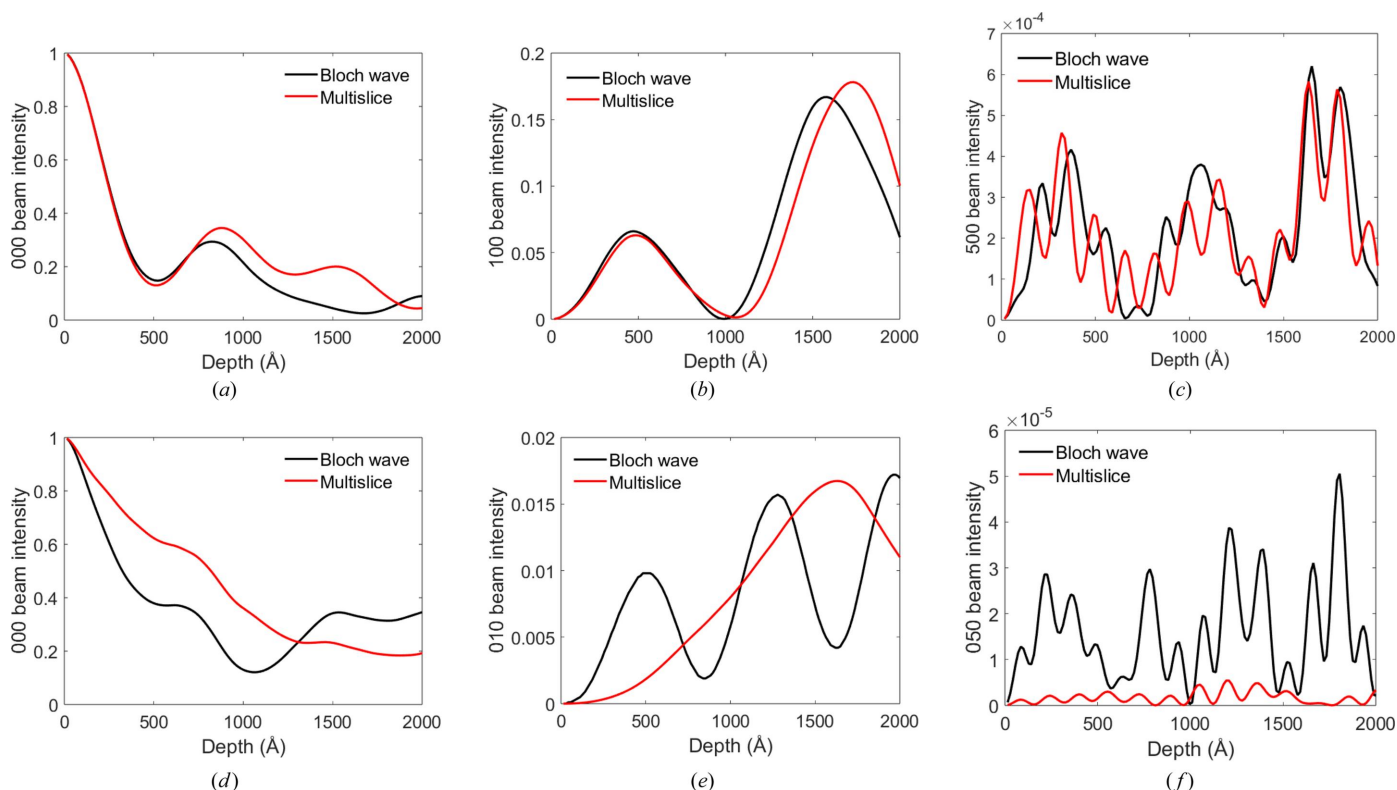 1
0.8
0.6
0.4
0.2
0
000 beam intensity
Bloch wave
Multislice
0 500 1000 1500 2000
Depth (Å)
(a)
0.2
0.15
0.1
0.05
0
100 beam intensity
Bloch wave
Multislice
0 500 1000 1500 2000
Depth (Å)
(b)
×10⁻⁴
7
6
5
4
3
2
1
0
500 beam intensity
Bloch wave
Multislice
0 500 1000 1500 2000
Depth (Å)
(c)
1
0.8
0.6
0.4
0.2
0
000 beam intensity
Bloch wave
Multislice
0 500 1000 1500 2000
Depth (Å)
(d)
0.02
0.015
0.01
0.005
0
010 beam intensity
Bloch wave
Multislice
0 500 1000 1500 2000
Depth (Å)
(e)
×10⁻⁵
6
5
4
3
2
1
0
050 beam intensity
Bloch wave
Multislice
0 500 1000 1500 2000
Depth (Å)
(f)